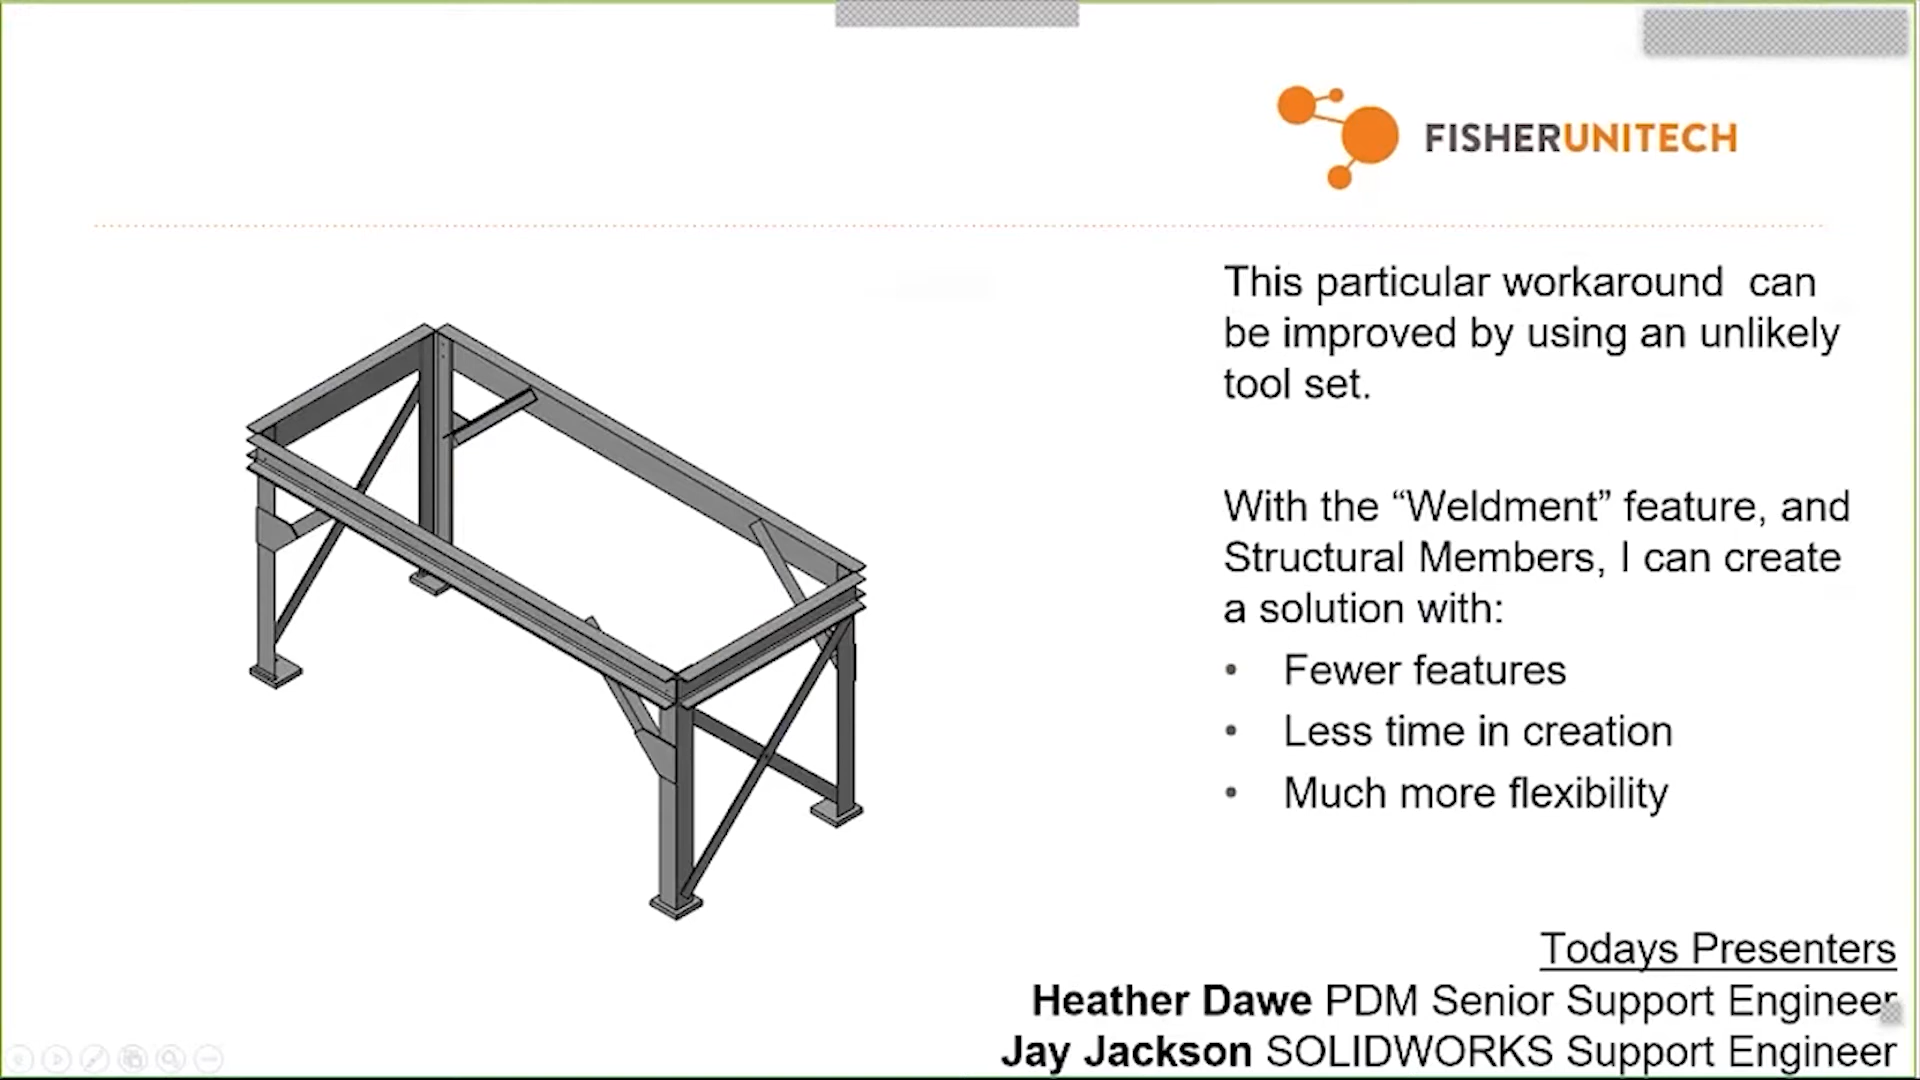 FISHERUNITECH
This particular workaround  can
be improved by using an unlikely
tool set.
With the “Weldment” feature, and
Structural Members, I can create
a solution with:
• Fewer features
• Less time in creation
• Much more flexibility
Todays Presenters
Heather Dawe PDM Senior Support Engineer
Jay Jackson SOLIDWORKS Support Engineer